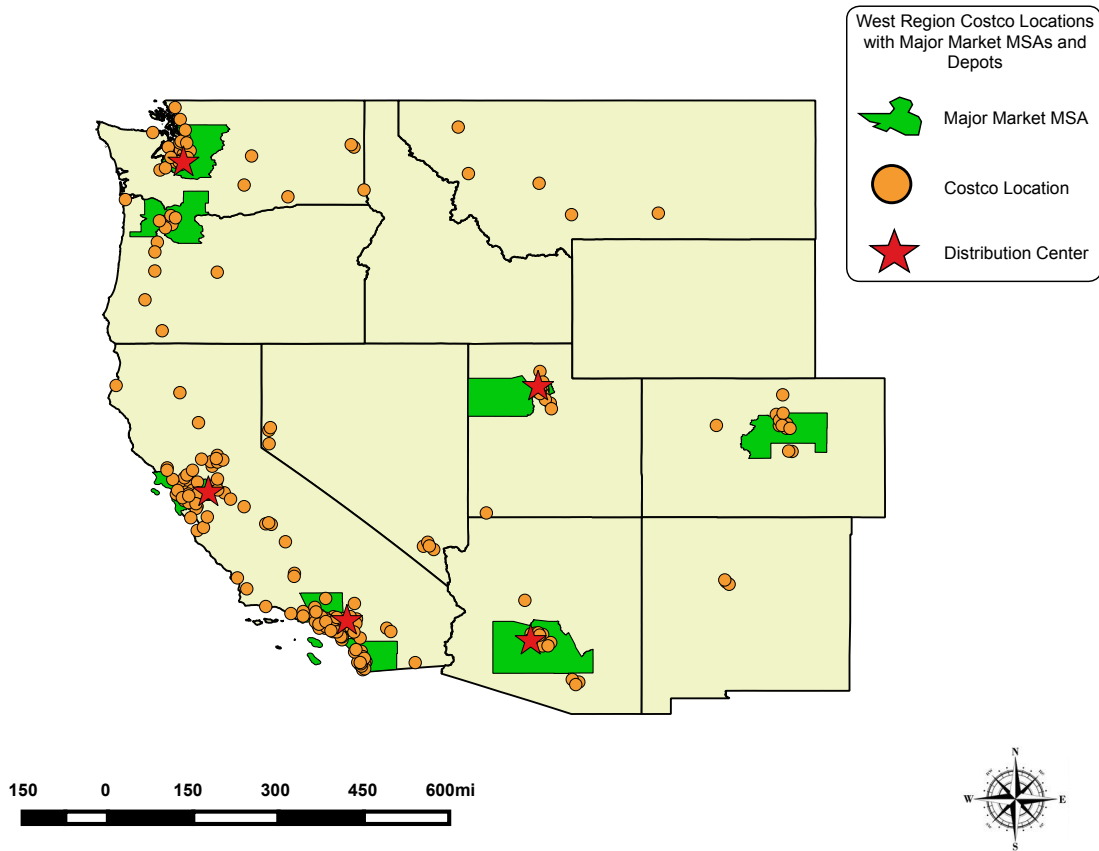 West Region Costco Locations
with Major Market MSAs and
Depots
Major Market MSA
Costco Location
Distribution Center
150 0 150 300 450 600mi
N
W E
S